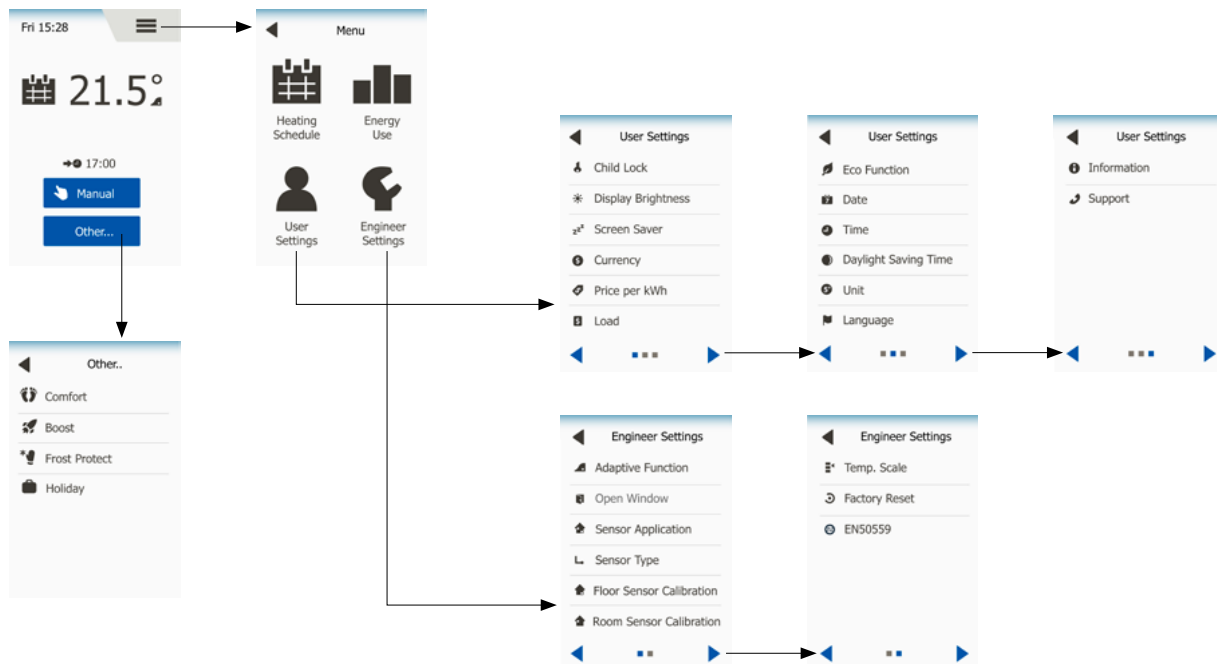 Fri 15:28
21.5°
17:00
Manual
Other...
Menu
Heating
Schedule
Energy
Use
User
Settings
Engineer
Settings
Other..
Comfort
Boost
Frost Protect
Holiday
User Settings
Child Lock
Display Brightness
Screen Saver
Currency
Price per kWh
Load
User Settings
Eco Function
Date
Time
Daylight Saving Time
Unit
Language
User Settings
Information
Support
Engineer Settings
Adaptive Function
Open Window
Sensor Application
Sensor Type
Floor Sensor Calibration
Room Sensor Calibration
Engineer Settings
Temp. Scale
Factory Reset
EN50559